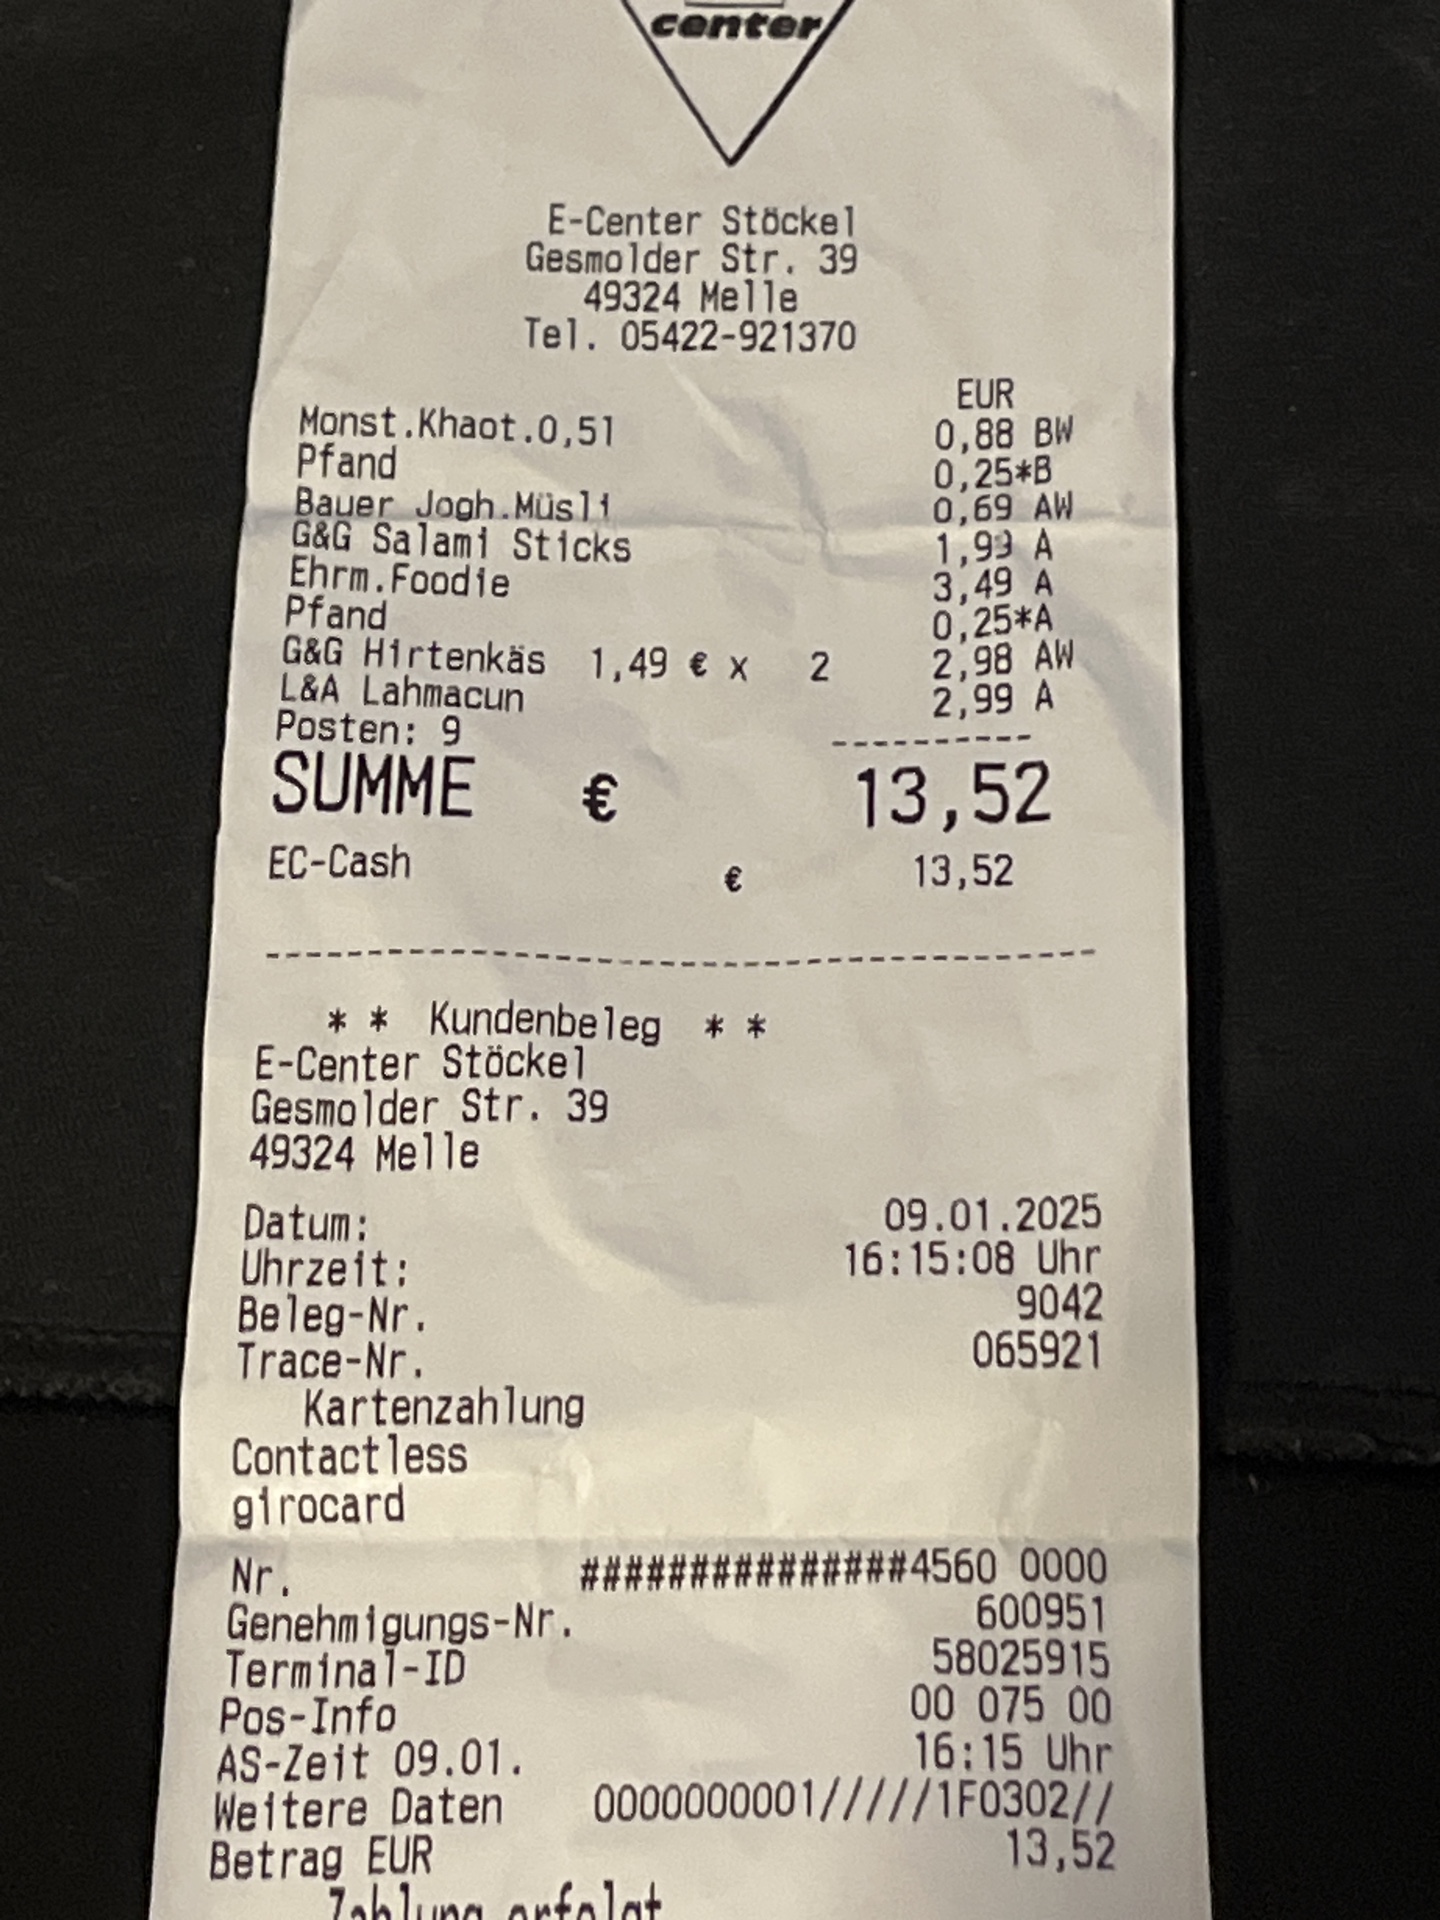 center
E-Center Stöckel
Gesmolder Str. 39
49324 Melle
Tel. 05422-921370
EUR
Monst.Khaot.0,5l 0,88 BW
Pfand 0,25*B
Bauer Jogh.Müsli 0,69 AW
G&G Salami Sticks 1,99 A
Ehrm.Foodie 3,49 A
Pfand 0,25*A
G&G Hirtenkäs 1,49 € x 2 2,98 AW
L&A Lahmacun 2,99 A
Posten: 9
----------
SUMME € 13,52
EC-Cash € 13,52
----------------------------------------
* * Kundenbeleg * *
E-Center Stöckel
Gesmolder Str. 39
49324 Melle
Datum: 09.01.2025
Uhrzeit: 16:15:08 Uhr
Beleg-Nr. 9042
Trace-Nr. 065921
Kartenzahlung
Contactless
girocard
Nr. ###############4560 0000
Genehmigungs-Nr. 600951
Terminal-ID 58025915
Pos-Info 00 075 00
AS-Zeit 09.01. 16:15 Uhr
Weitere Daten 0000000001/////1F0302//
Betrag EUR 13,52
Zahlung erfolgt